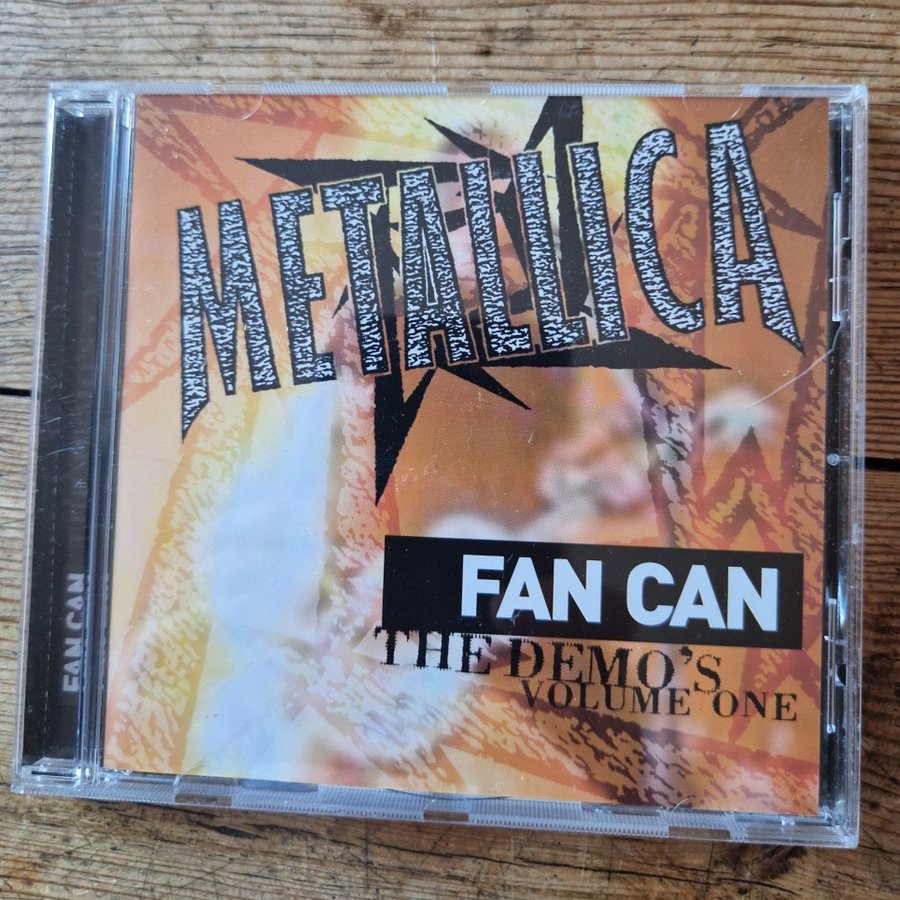 METALLICA
FAN CAN
THE DEMO'S
VOLUME ONE
FAN CAN